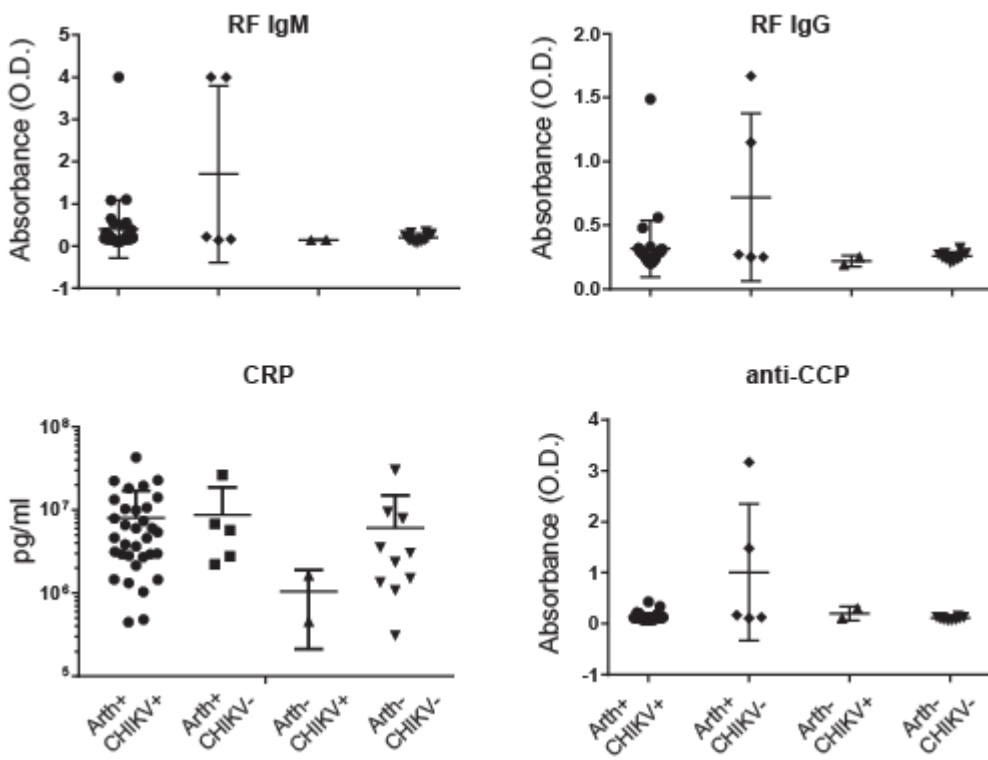 RF IgM
Absorbance (O.D.)
5
4
3
2
1
0
-1
RF IgG
Absorbance (O.D.)
2.0
1.5
1.0
0.5
0.0
CRP
pg/ml
10⁸
10⁷
10⁶
5
Arth+
CHIKV+
Arth+
CHIKV-
Arth-
CHIKV+
Arth-
CHIKV-
anti-CCP
Absorbance (O.D.)
4
3
2
1
0
-1
Arth+
CHIKV+
Arth+
CHIKV-
Arth-
CHIKV+
Arth-
CHIKV-